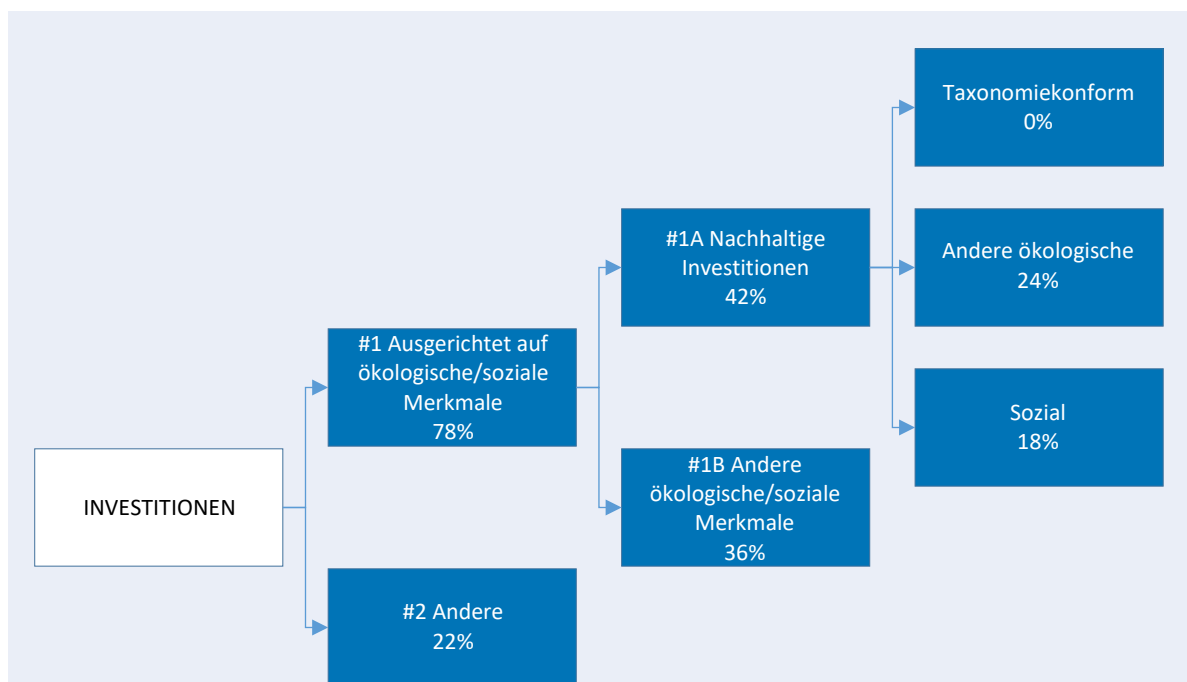 INVESTITIONEN
#1 Ausgerichtet auf
ökologische/soziale
Merkmale
78%
#2 Andere
22%
#1A Nachhaltige
Investitionen
42%
#1B Andere
ökologische/soziale
Merkmale
36%
Taxonomiekonform
0%
Andere ökologische
24%
Sozial
18%